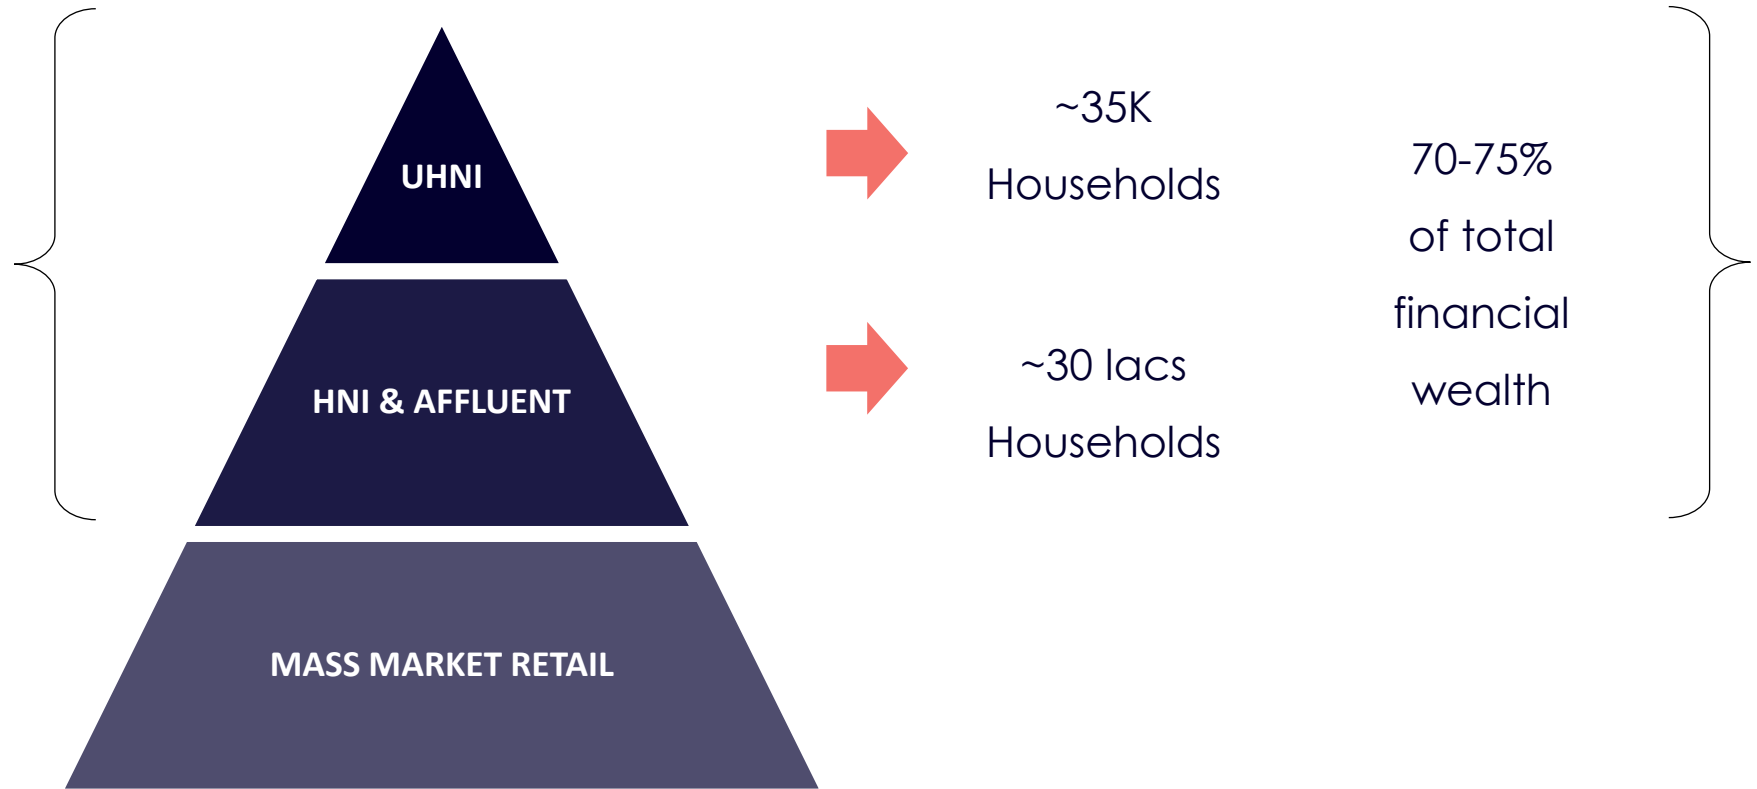 UHNI
~35K
Households
70-75%
of total
financial
wealth
HNI & AFFLUENT
~30 lacs
Households
MASS MARKET RETAIL